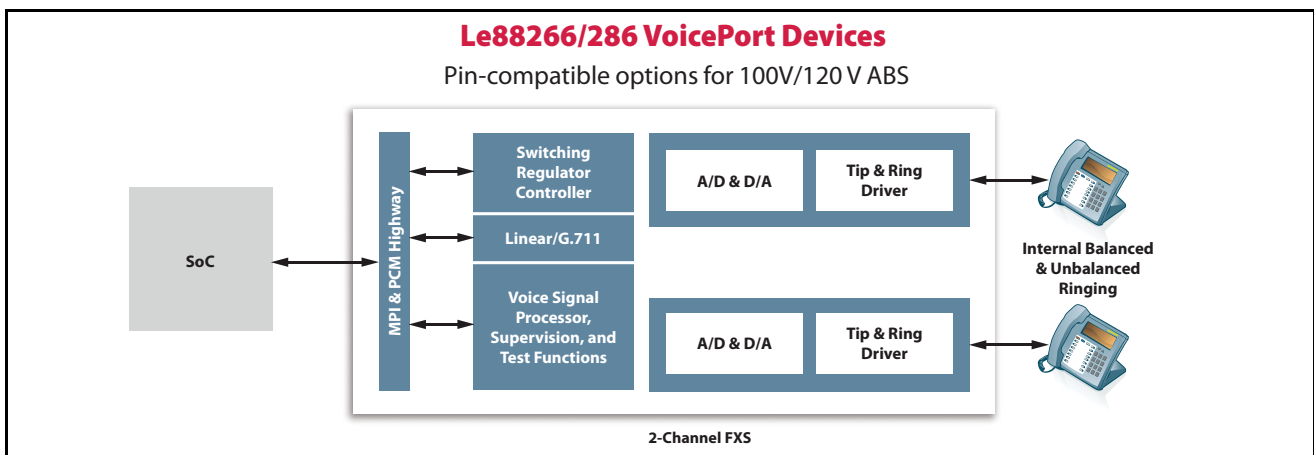 Le88266/286 VoicePort Devices
Pin-compatible options for 100V/120 V ABS
SoC
MPI & PCM Highway
Switching
Regulator
Controller
Linear/G.711
Voice Signal
Processor,
Supervision, and
Test Functions
A/D & D/A
Tip & Ring
Driver
A/D & D/A
Tip & Ring
Driver
Internal Balanced
& Unbalanced
Ringing
2-Channel FXS